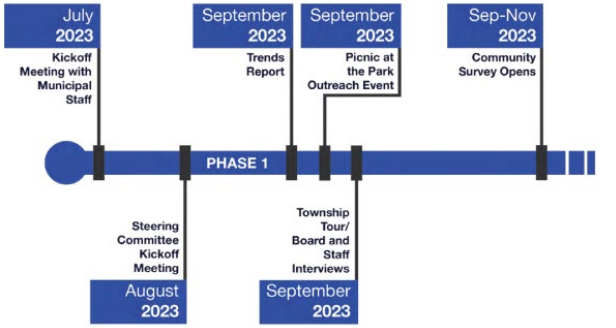 July
2023
Kickoff
Meeting with
Municipal
Staff
September
2023
Trends
Report
September
2023
Picnic at
the Park
Outreach Event
Sep-Nov
2023
Community
Survey Opens
PHASE 1
Steering
Committee
Kickoff
Meeting
August
2023
Township
Tour/
Board and
Staff
Interviews
September
2023